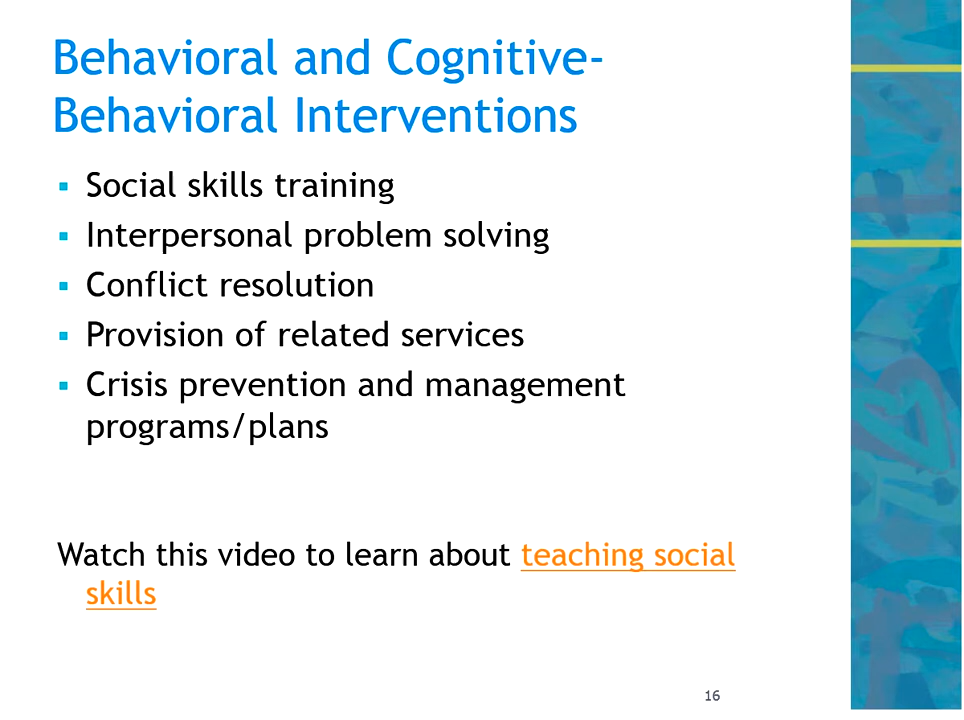 Behavioral and Cognitive-
Behavioral Interventions
▪ Social skills training
▪ Interpersonal problem solving
▪ Conflict resolution
▪ Provision of related services
▪ Crisis prevention and management
programs/plans
Watch this video to learn about teaching social
skills
16